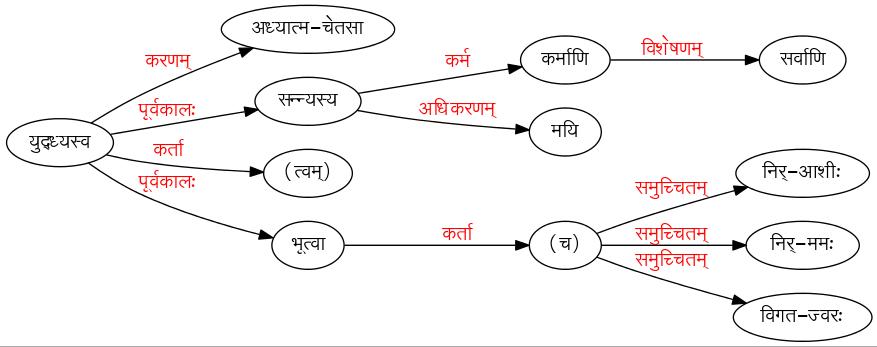 अध्यात्म-चेतसा
करणम्
कर्म
कर्माणि
विशेषणम्
सर्वाणि
सन्न्यस्य
पूर्वकालः
अधिकरणम्
मयि
युद्ध्यस्व
कर्ता
(त्वम्)
पूर्वकालः
समुच्चितम्
निर्-आशीः
भूत्वा
कर्ता
(च)
समुच्चितम्
निर्-ममः
समुच्चितम्
विगत-ज्वरः